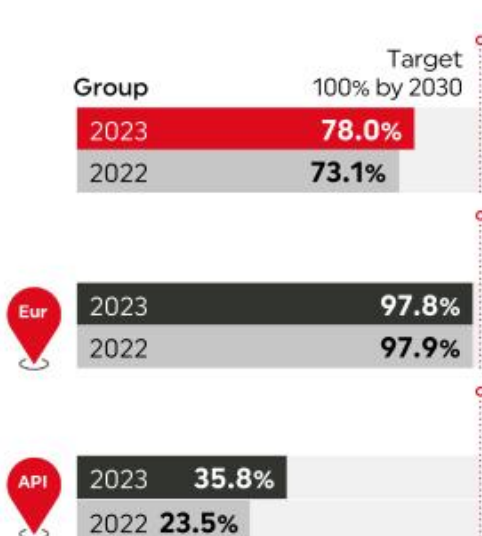 Target
Group 100% by 2030
2023 78.0%
2022 73.1%
Eur
2023 97.8%
2022 97.9%
API
2023 35.8%
2022 23.5%